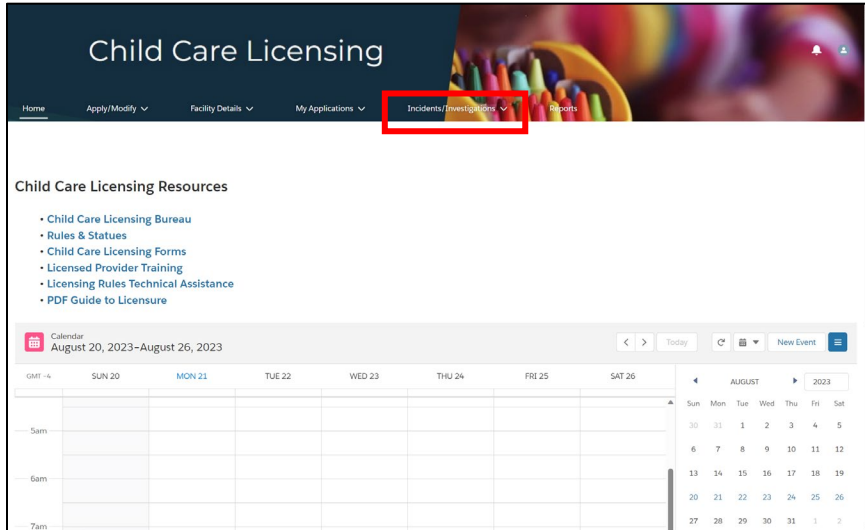 Child Care Licensing
Home Apply/Modify Facility Details My Applications Incidents/Investigations Reports
Child Care Licensing Resources
• Child Care Licensing Bureau
• Rules & Statues
• Child Care Licensing Forms
• Licensed Provider Training
• Licensing Rules Technical Assistance
• PDF Guide to Licensure
Calendar
August 20, 2023–August 26, 2023
Today New Event
GMT -4 SUN 20 MON 21 TUE 22 WED 23 THU 24 FRI 25 SAT 26
AUGUST 2023
Sun Mon Tue Wed Thu Fri Sat
30 31 1 2 3 4 5
5am
6 7 8 9 10 11 12
13 14 15 16 17 18 19
6am
20 21 22 23 24 25 26
27 28 29 30 31 1 2
7am